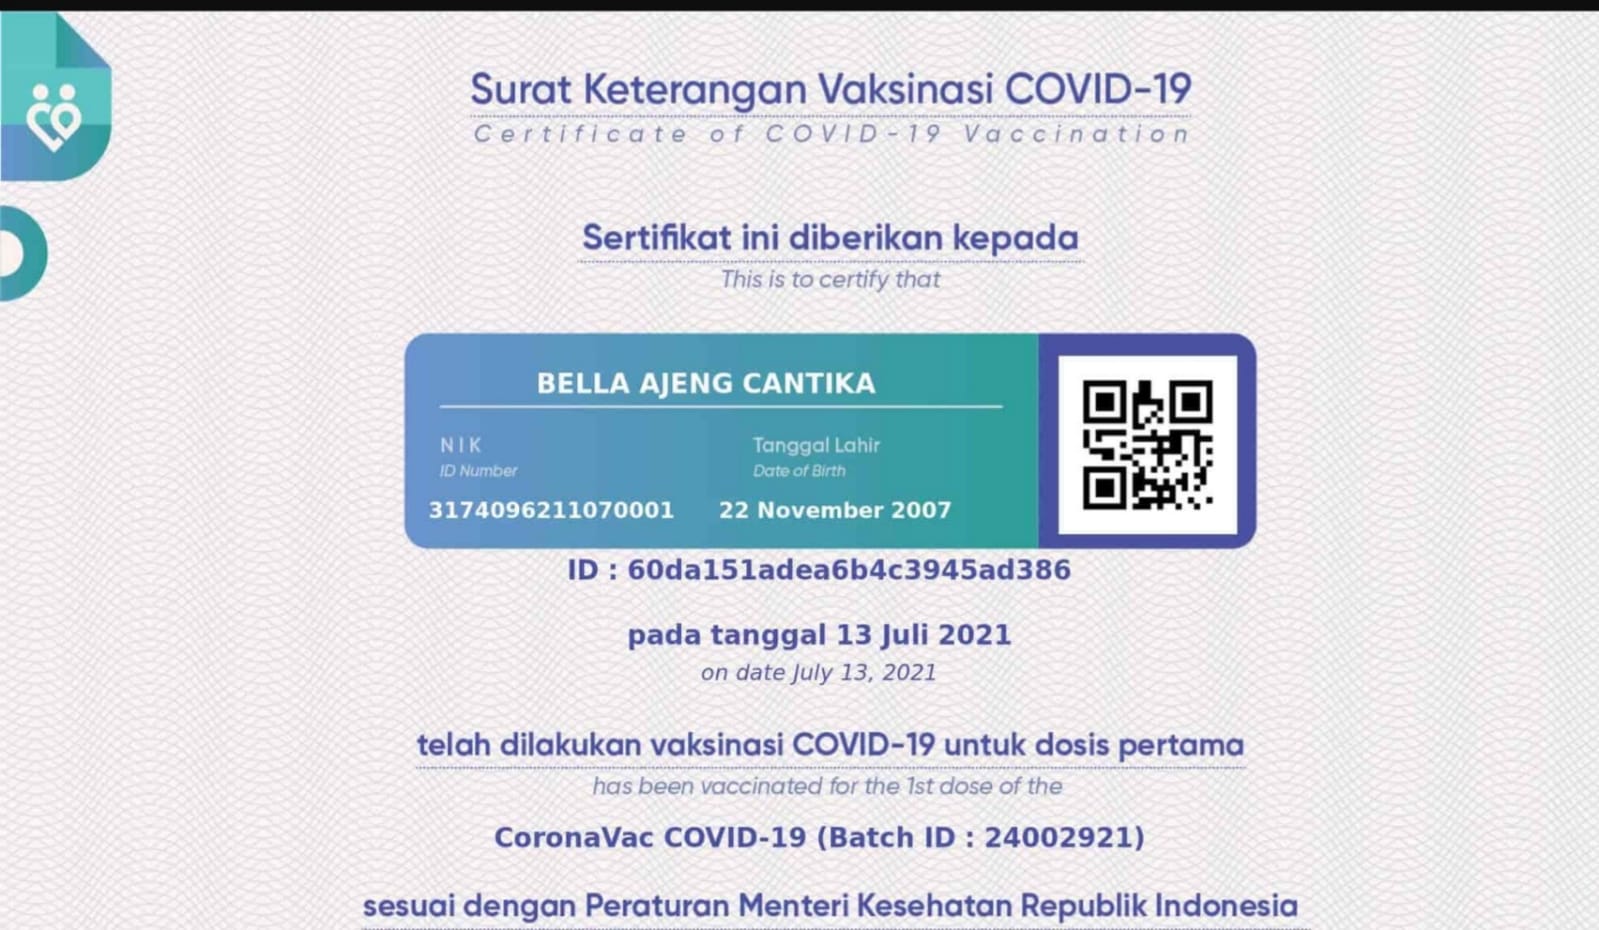 Surat Keterangan Vaksinasi COVID-19
Certificate of COVID-19 Vaccination
Sertifikat ini diberikan kepada
This is to certify that
BELLA AJENG CANTIKA
NIK Tanggal Lahir
ID Number Date of Birth
3174096211070001 22 November 2007
ID : 60da151adea6b4c3945ad386
pada tanggal 13 Juli 2021
on date July 13, 2021
telah dilakukan vaksinasi COVID-19 untuk dosis pertama
has been vaccinated for the 1st dose of the
CoronaVac COVID-19 (Batch ID : 24002921)
sesuai dengan Peraturan Menteri Kesehatan Republik Indonesia